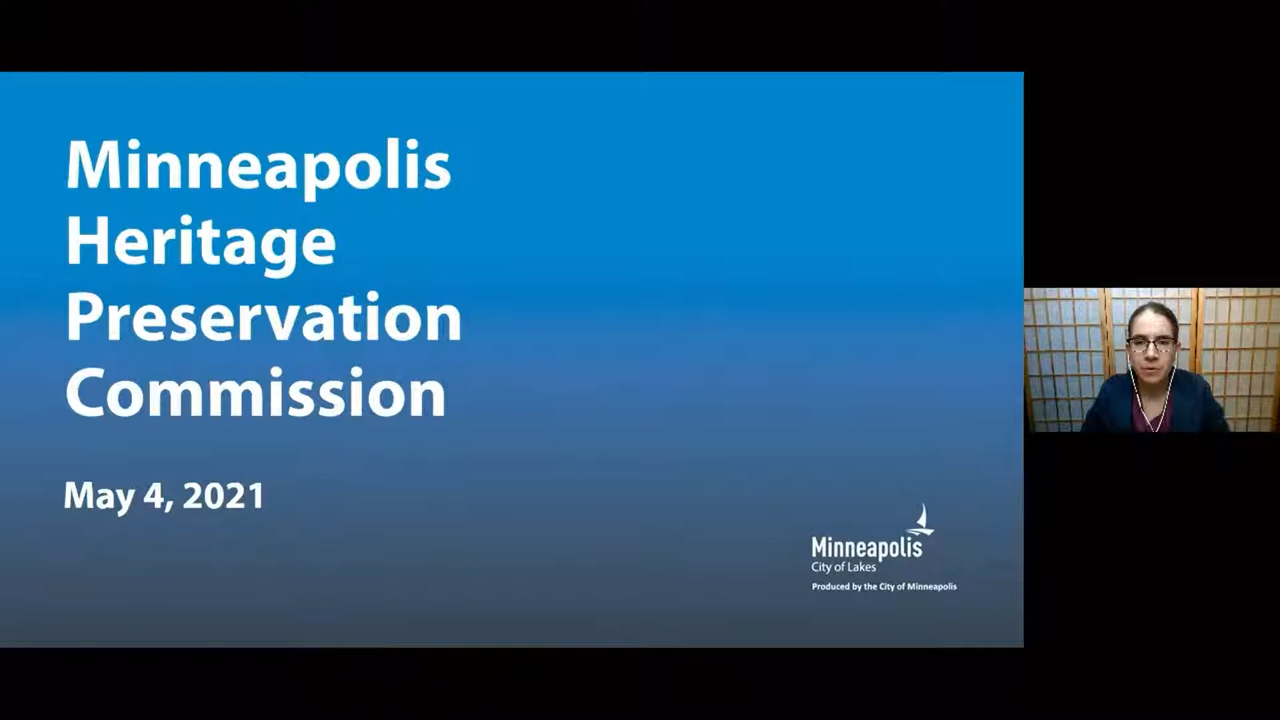 Minneapolis
Heritage
Preservation
Commission
May 4, 2021
Minneapolis
City of Lakes
Produced by the City of Minneapolis